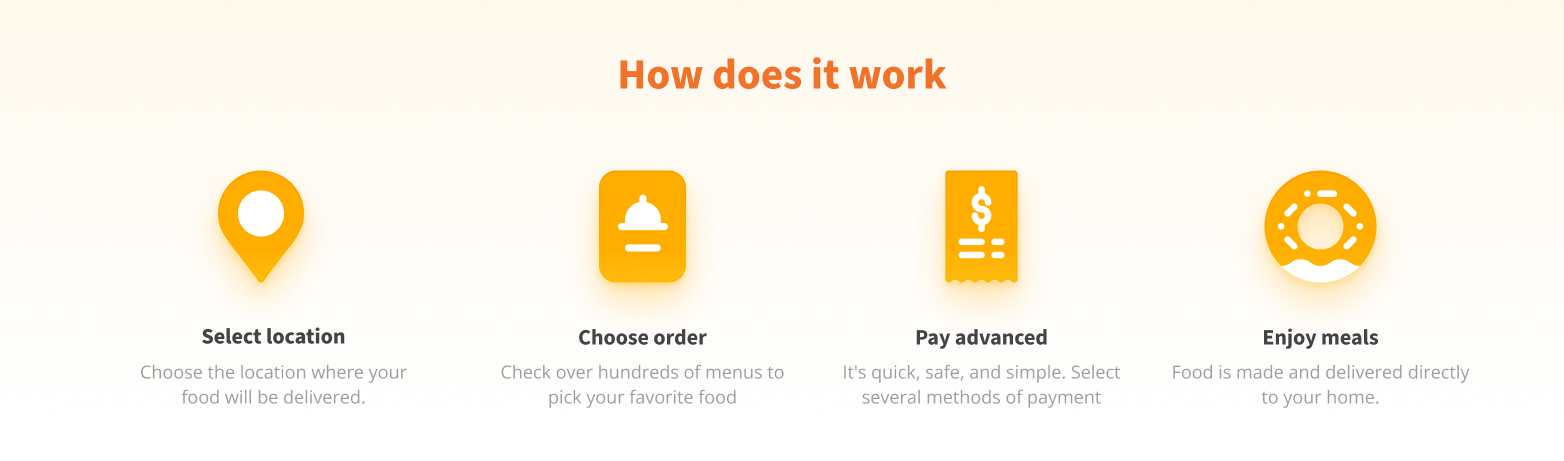 How does it work
Select location
Choose the location where your
food will be delivered.
Choose order
Check over hundreds of menus to
pick your favorite food
$
Pay advanced
It's quick, safe, and simple. Select
several methods of payment
Enjoy meals
Food is made and delivered directly
to your home.